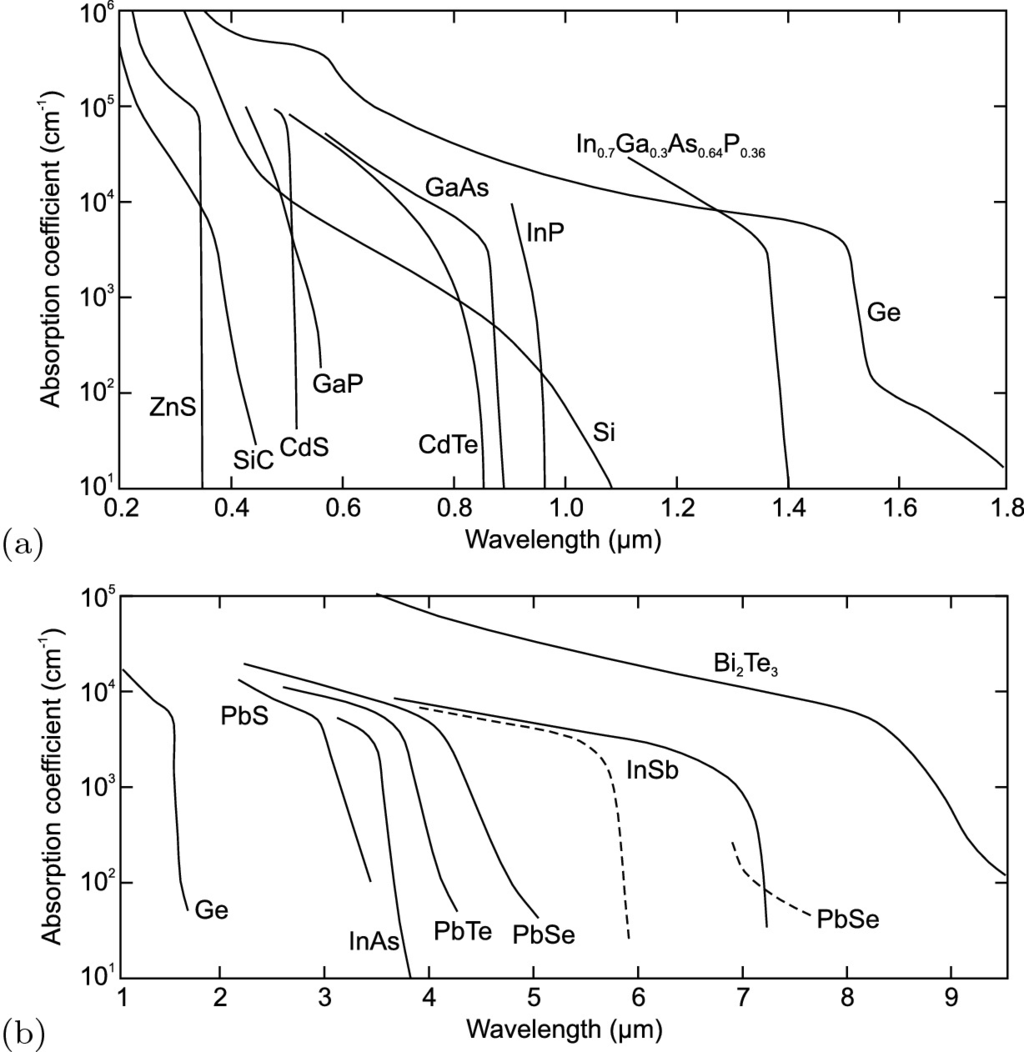 10⁶
10⁵
10⁴
10³
10²
10¹
Absorption coefficient (cm⁻¹)
In₀.₇Ga₀.₃As₀.₆₄P₀.₃₆
GaAs
InP
Ge
GaP
ZnS
Si
CdTe
CdS
SiC
0.2 0.4 0.6 0.8 1.0 1.2 1.4 1.6 1.8
Wavelength (µm)
(a)
10⁵
10⁴
10³
10²
10¹
Absorption coefficient (cm⁻¹)
Bi₂Te₃
PbS
InSb
Ge
PbSe
PbTe
PbSe
InAs
1 2 3 4 5 6 7 8 9
Wavelength (µm)
(b)